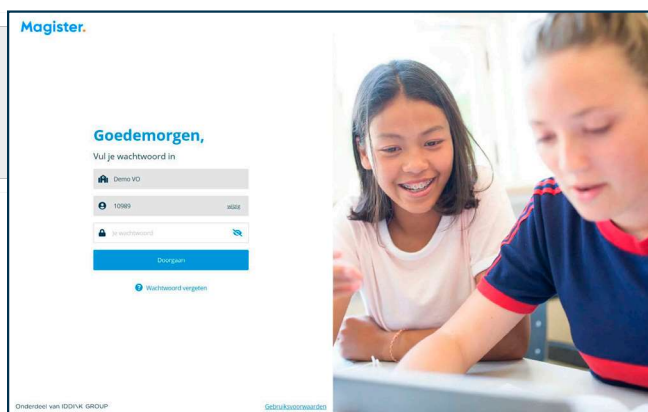 Magister.
Goedemorgen,
Vul je wachtwoord in
Demo VO
10989 wijzig
Je wachtwoord
Doorgaan
Wachtwoord vergeten
Onderdeel van IDDINK GROUP
Gebruiksvoorwaarden